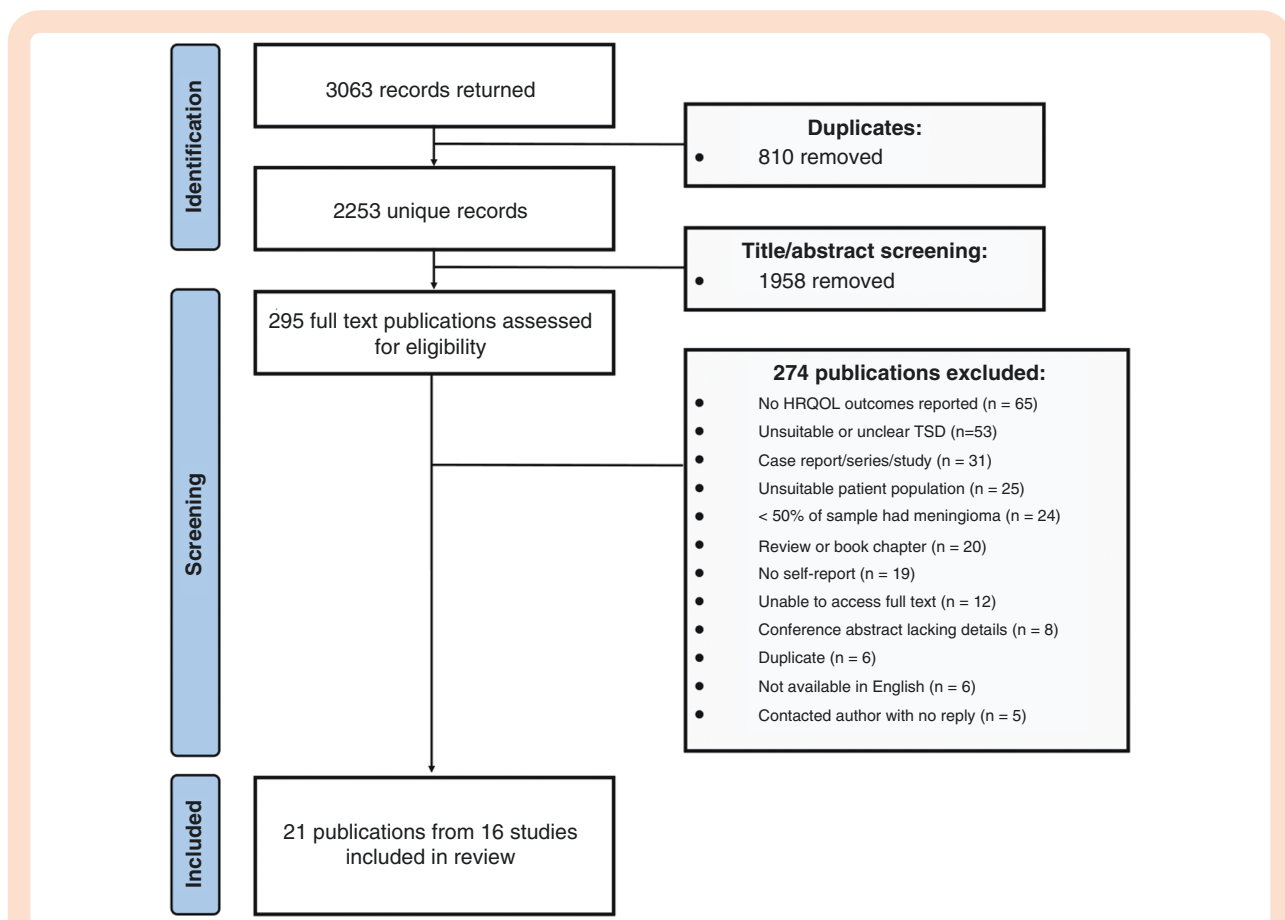 Identification
3063 records returned
Duplicates:
• 810 removed
2253 unique records
Title/abstract screening:
• 1958 removed
Screening
295 full text publications assessed
for eligibility
274 publications excluded:
• No HRQOL outcomes reported (n = 65)
• Unsuitable or unclear TSD (n=53)
• Case report/series/study (n = 31)
• Unsuitable patient population (n = 25)
• < 50% of sample had meningioma (n = 24)
• Review or book chapter (n = 20)
• No self-report (n = 19)
• Unable to access full text (n = 12)
• Conference abstract lacking details (n = 8)
• Duplicate (n = 6)
• Not available in English (n = 6)
• Contacted author with no reply (n = 5)
Included
21 publications from 16 studies
included in review